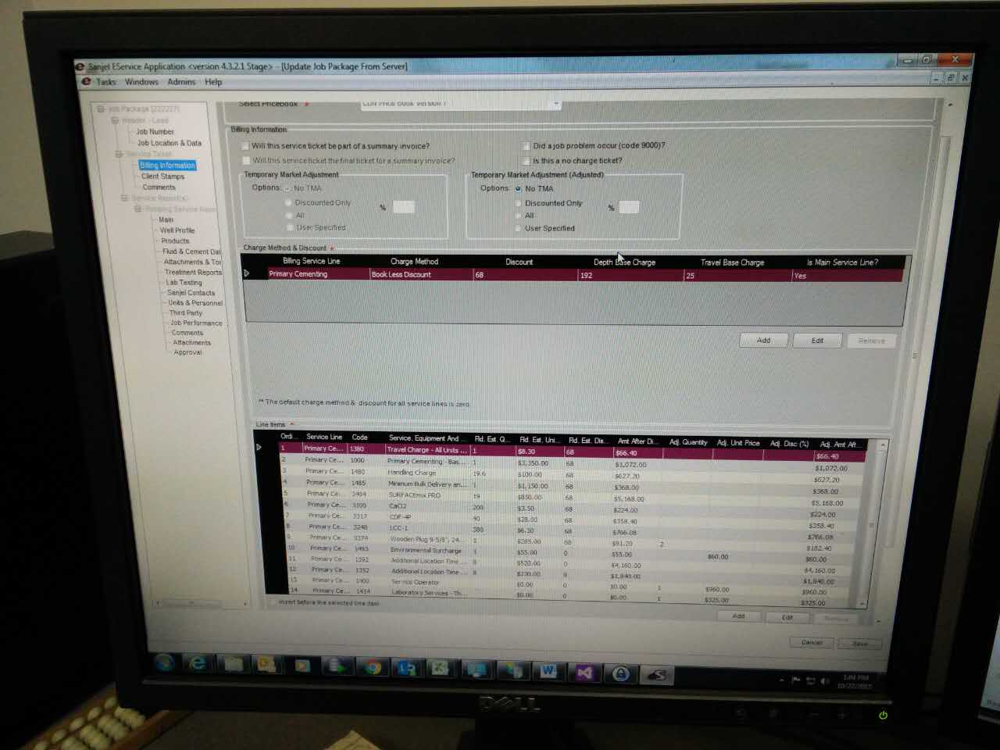 Sanjel EService Application <version 4.3.2.1 Stage> - [Update Job Package From Server]
Tasks Windows Admins Help
Job Package [222227]
Header - Lead
Job Number
Job Location & Data
Service Ticket
Billing Information
Client Stamps
Comments
Service Report(s)
Pumping Service Repo
Main
Well Profile
Products
Fluid & Cement Dat
Attachments & Tor
Treatment Reports
Lab Testing
Sanjel Contacts
Units & Personnel
Third Party
Job Performance
Comments
Attachments
Approval
Select Pricebook *
Billing Information
Will this service ticket be part of a summary invoice? Did a job problem occur (code 9000)?
Will this service ticket the final ticket for a summary invoice? Is this a no charge ticket?
Temporary Market Adjustment Temporary Market Adjustment (Adjusted)
Options: No TMA Options: No TMA
Discounted Only % Discounted Only %
All All
User Specified User Specified
Charge Method & Discount *
Billing Service Line Charge Method Discount Depth Base Charge Travel Base Charge Is Main Service Line?
Primary Cementing Book Less Discount 68 192 25 Yes
Add Edit Remove
** The default charge method & discount for all service lines is zero.
Line Items *
Ordi... Service Line Code Service, Equipment And ... Fld. Est. Q... Fld. Est. Uni... Fld. Est. Dis... Amt After Di... Adj. Quantity Adj. Unit Price Adj. Disc (%) Adj. Amt Aft...
1 Primary Ce... 1380 Travel Charge - All Units ... 1 $8.30 68 $66.40 $66.40
2 Primary Ce... 1000 Primary Cementing - Bas... 1 $3,350.00 68 $1,072.00 $1,072.00
3 Primary Ce... 1480 Handling Charge 19.6 $100.00 68 $627.20 $627.20
4 Primary Ce... 1485 Minimum Bulk Delivery an... 1 $1,150.00 68 $368.00 $368.00
5 Primary Ce... SURFACEmix PRO 19 $850.00 68 $5,168.00 $5,168.00
6 Primary Ce... 3100 CaCl2 200 $3.50 68 $224.00 $224.00
7 Primary Ce... 3317 CDF-4P 40 $28.00 68 $358.40 $358.40
8 Primary Ce... 3248 LCC-1 380 $6.30 68 $766.08 $766.08
9 Primary Ce... 3374 Wooden Plug 9-5/8", 24... $285.00 68 $91.20 2 $182.40
10 Primary Ce... 1493 Environmental Surcharge 1 $55.00 0 $55.00 $60.00 $60.00
11 Primary Ce... 1392 Additional Location Time ... 8 $520.00 0 $4,160.00 $4,160.00
12 Primary Ce... 1352 Additional Location Time ... 8 $230.00 0 $1,840.00 $1,840.00
13 Primary Ce... 1400 Service Operator $0.00 0 $0.00 1 $960.00 $960.00
14 Primary Ce... 1414 Laboratory Services - Th... $0.00 0 $0.00 1 $325.00 $325.00
Insert before the selected line item
Add Edit Remove
Cancel Save
1:04 PM
DELL